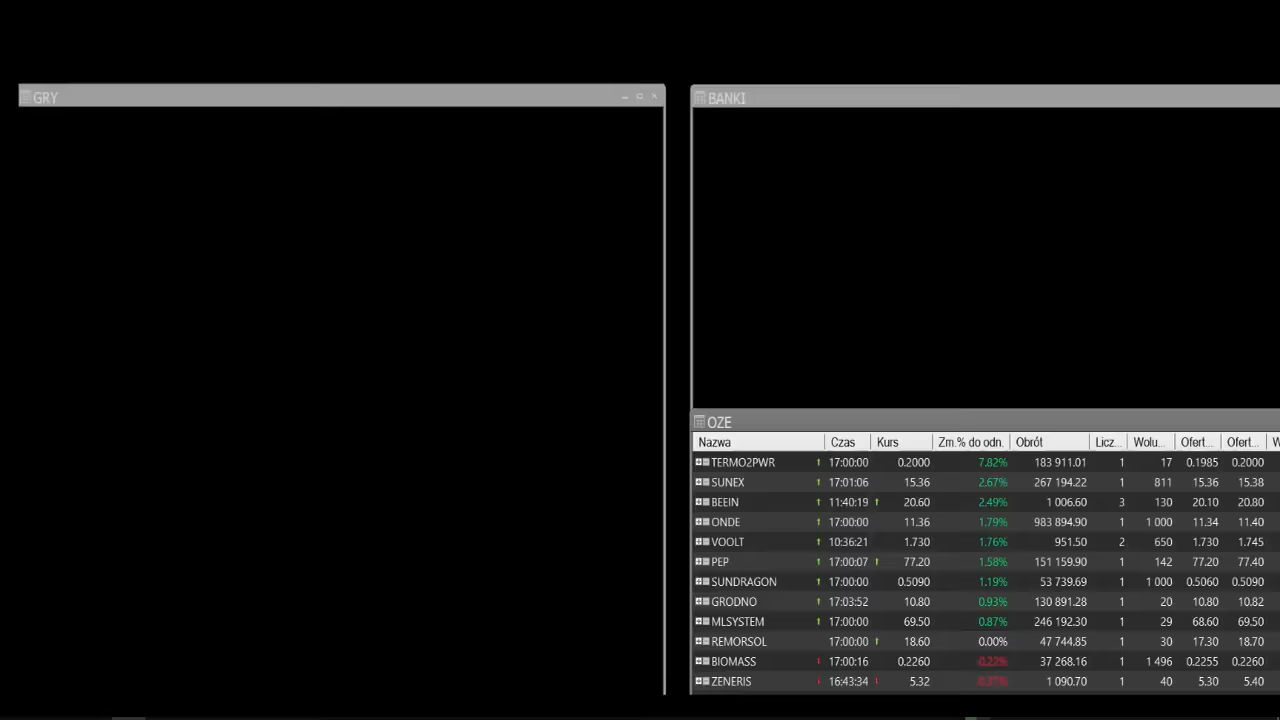 GRY
BANKI
OZE
Nazwa Czas Kurs Zm.% do odn. Obrót Licz... Wolu... Ofert... Ofert... W
TERMO2PWR 17:00:00 0.2000 7.82% 183 911.01 1 17 0.1985 0.2000
SUNEX 17:01:06 15.36 2.67% 267 194.22 1 811 15.36 15.38
BEEIN 11:40:19 20.60 2.49% 1 006.60 3 130 20.10 20.80
ONDE 17:00:00 11.36 1.79% 983 894.90 1 1 000 11.34 11.40
VOOLT 10:36:21 1.730 1.76% 951.50 2 650 1.730 1.745
PEP 17:00:07 77.20 1.58% 151 159.90 1 142 77.20 77.40
SUNDRAGON 17:00:00 0.5090 1.19% 53 739.69 1 1 000 0.5060 0.5090
GRODNO 17:03:52 10.80 0.93% 130 891.28 1 20 10.80 10.82
MLSYSTEM 17:00:00 69.50 0.87% 246 192.30 1 29 68.60 69.50
REMORSOL 17:00:00 18.60 0.00% 47 744.85 1 30 17.30 18.70
BIOMASS 17:00:16 0.2260 -0.22% 37 268.16 1 1 496 0.2255 0.2260
ZENERIS 16:43:34 5.32 1 090.70 1 40 5.30 5.40